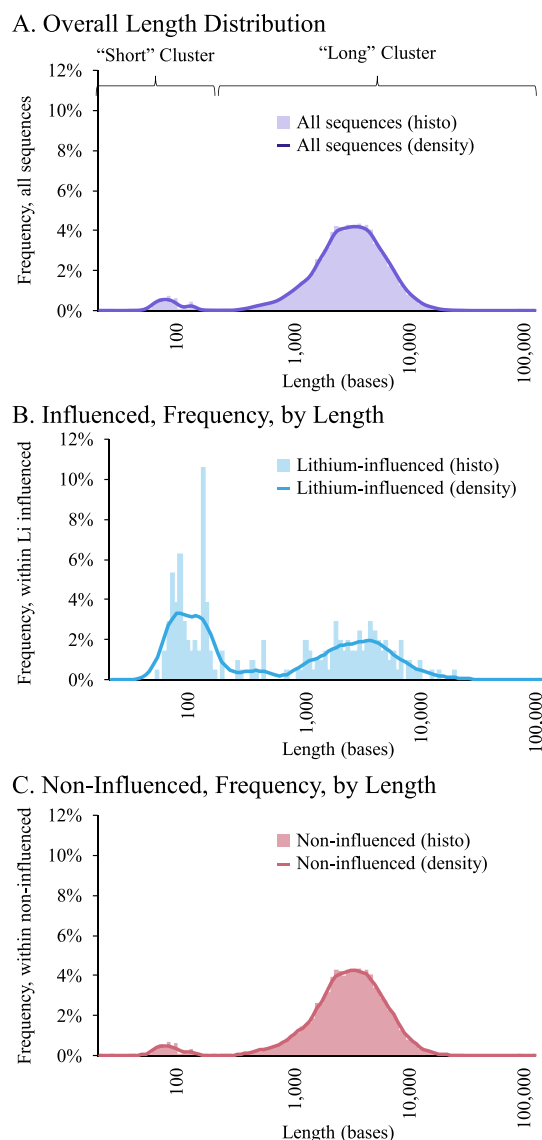 A. Overall Length Distribution
“Short” Cluster
“Long” Cluster
12%
10%
8%
6%
4%
2%
0%
Frequency, all sequences
All sequences (histo)
All sequences (density)
100
1,000
10,000
100,000
Length (bases)
B. Influenced, Frequency, by Length
12%
10%
8%
6%
4%
2%
0%
Frequency, within Li influenced
Lithium-influenced (histo)
Lithium-influenced (density)
100
1,000
10,000
100,000
Length (bases)
C. Non-Influenced, Frequency, by Length
12%
10%
8%
6%
4%
2%
0%
Frequency, within non-influenced
Non-influenced (histo)
Non-influenced (density)
100
1,000
10,000
100,000
Length (bases)